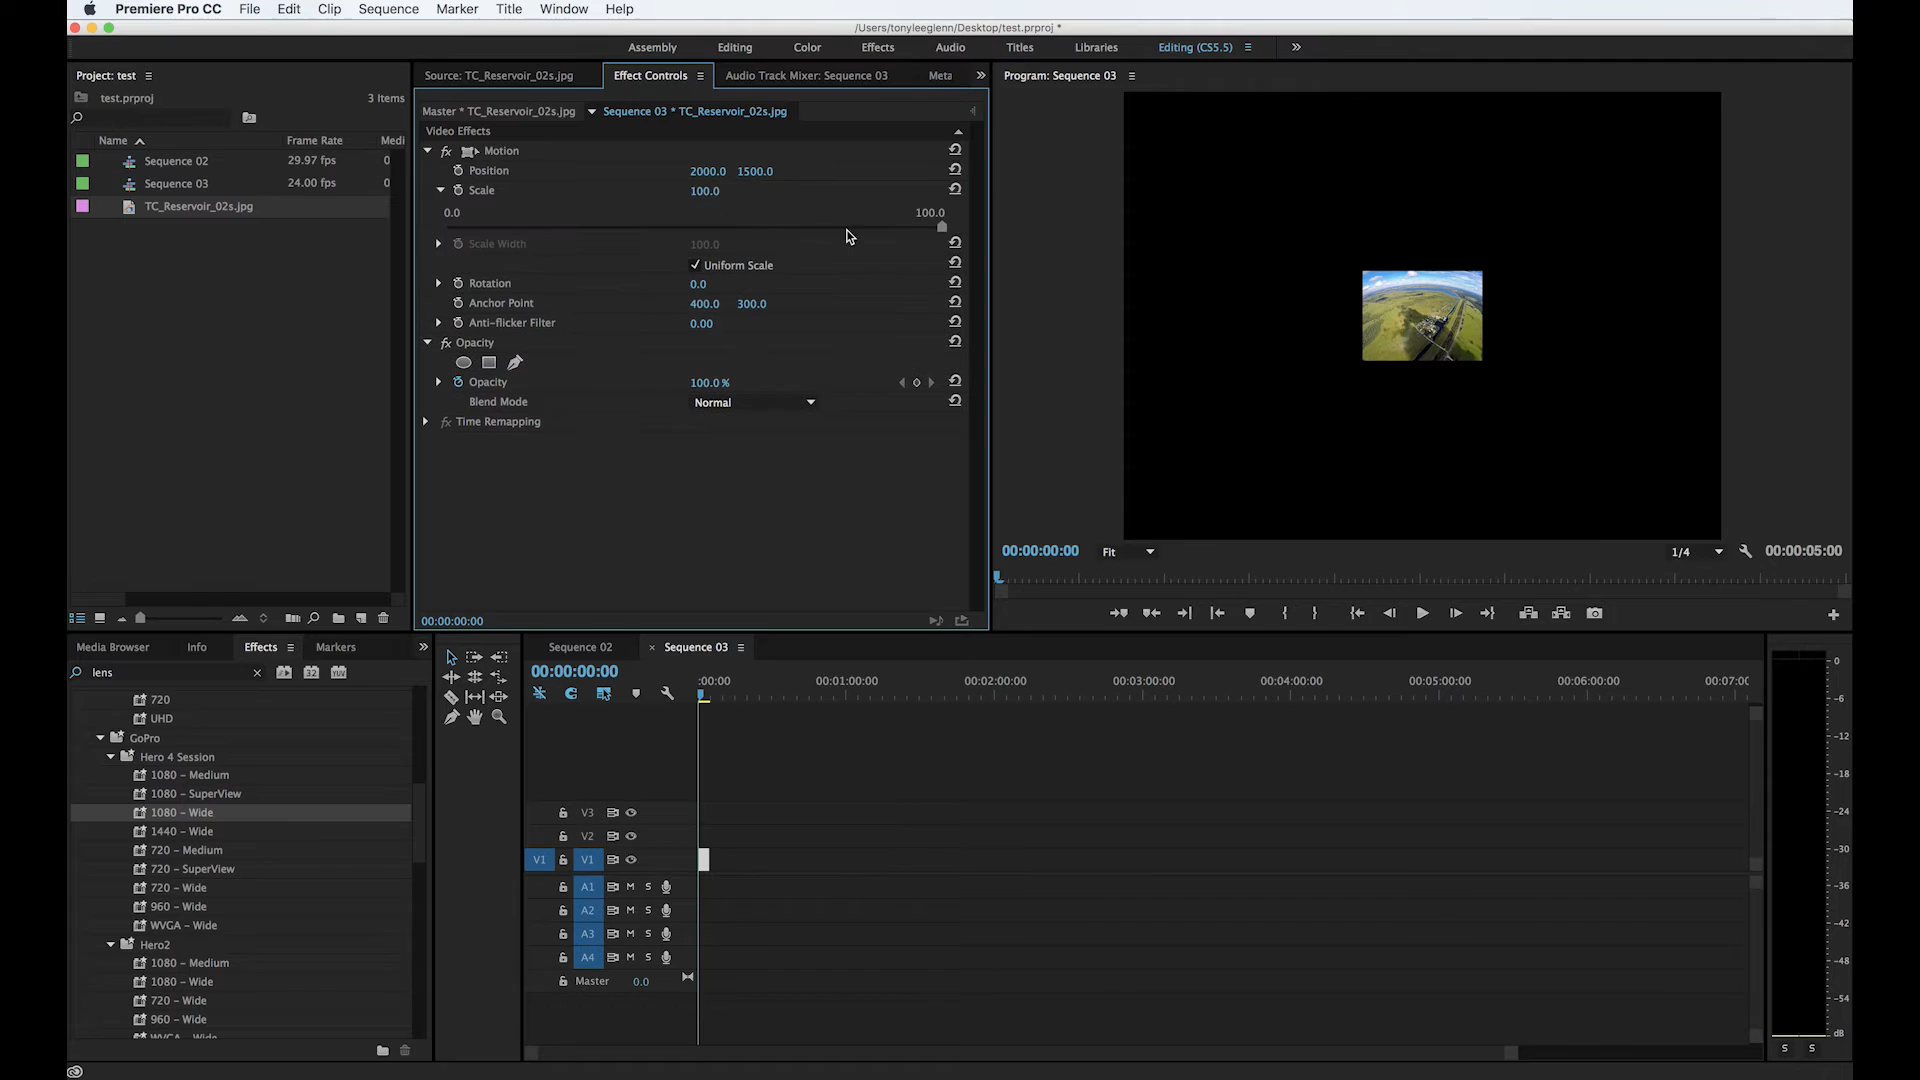 Premiere Pro CC File Edit Clip Sequence Marker Title Window Help
/Users/tonyleeglenn/Desktop/test.prproj *
Assembly Editing Color Effects Audio Titles Libraries Editing (CS5.5)
Project: test
test.prproj 3 Items
Name Frame Rate Medi
Sequence 02 29.97 fps 0
Sequence 03 24.00 fps 0
TC_Reservoir_02s.jpg
Source: TC_Reservoir_02s.jpg Effect Controls Audio Track Mixer: Sequence 03 Meta
Master * TC_Reservoir_02s.jpg Sequence 03 * TC_Reservoir_02s.jpg
Video Effects
fx Motion
Position 2000.0 1500.0
Scale 100.0
0.0 100.0
Scale Width 100.0
Uniform Scale
Rotation 0.0
Anchor Point 400.0 300.0
Anti-flicker Filter 0.00
fx Opacity
Opacity 100.0 %
Blend Mode Normal
fx Time Remapping
00:00:00:00
Program: Sequence 03
00:00:00:00 Fit 1/4 00:00:05:00
Media Browser Info Effects Markers
lens
32 YUV
720
UHD
GoPro
Hero 4 Session
1080 – Medium
1080 – SuperView
1080 – Wide
1440 – Wide
720 – Medium
720 – SuperView
720 – Wide
960 – Wide
WVGA – Wide
Hero2
1080 – Medium
1080 – Wide
720 – Wide
960 – Wide
WVGA – Wide
Sequence 02 × Sequence 03
00:00:00:00
:00:00 00:01:00:00 00:02:00:00 00:03:00:00 00:04:00:00 00:05:00:00 00:06:00:00 00:07:0
V3
V2
V1 V1
A1 M S
A2 M S
A3 M S
A4 M S
Master 0.0
0
-6
-12
-18
-24
-30
-36
-42
-48
-54
dB
S S